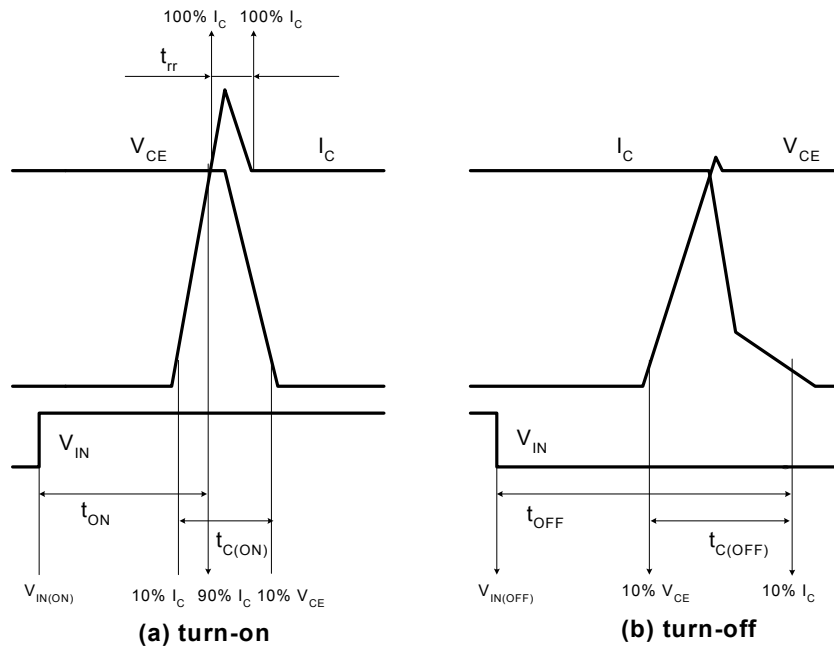 100% I_C 100% I_C
t_rr
V_CE I_C
I_C V_CE
V_IN
V_IN
t_ON
t_OFF
t_C(ON)
t_C(OFF)
V_IN(ON) 10% I_C 90% I_C 10% V_CE
V_IN(OFF) 10% V_CE 10% I_C
(a) turn-on
(b) turn-off